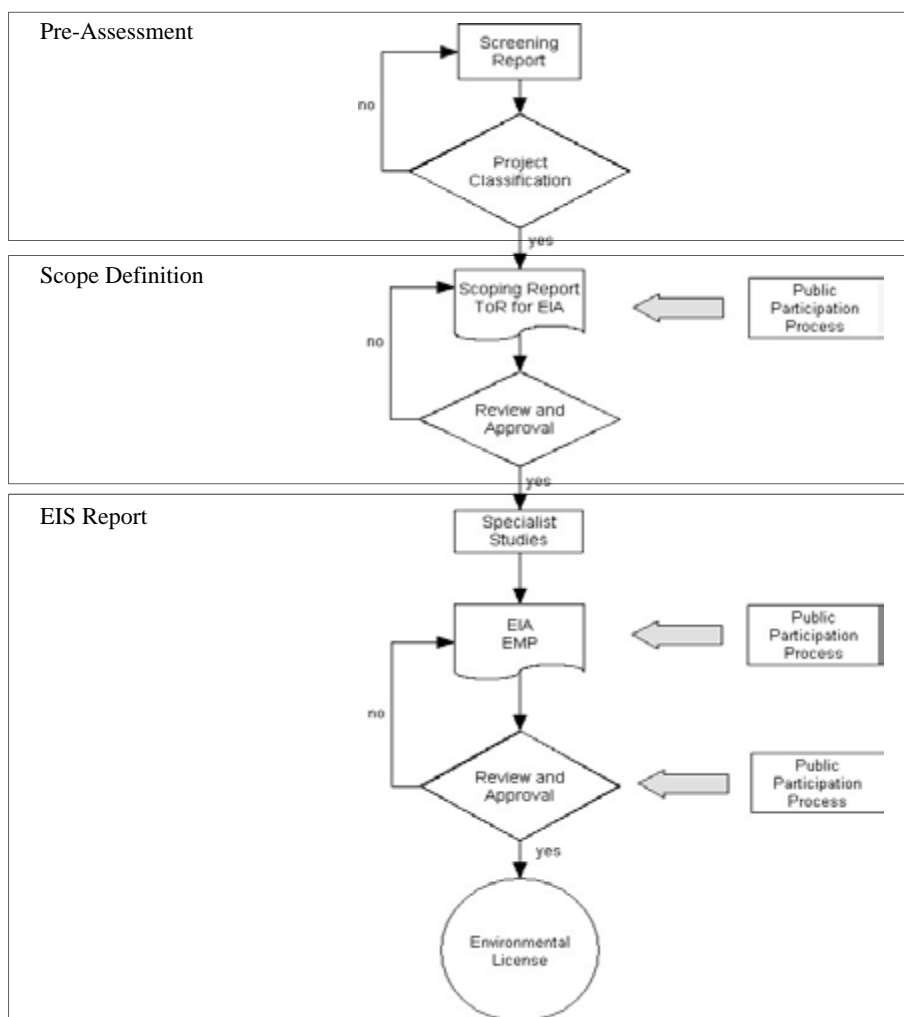 Pre-Assessment
Screening
Report
no
Project
Classification
yes
Scope Definition
Scoping Report
ToR for EIA
Public
Participation
Process
no
Review and
Approval
yes
EIS Report
Specialist
Studies
EIA
EMP
Public
Participation
Process
no
Review and
Approval
Public
Participation
Process
yes
Environmental
License